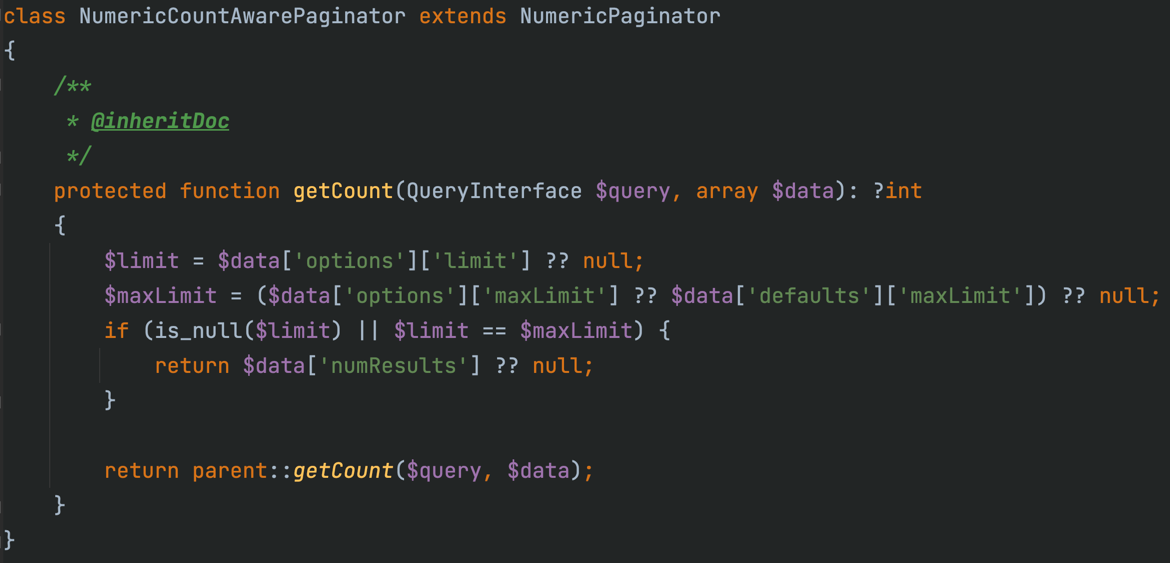 class NumericCountAwarePaginator extends NumericPaginator
{
    /**
     * @inheritDoc
     */
    protected function getCount(QueryInterface $query, array $data): ?int
    {
        $limit = $data['options']['limit'] ?? null;
        $maxLimit = ($data['options']['maxLimit'] ?? $data['defaults']['maxLimit']) ?? null;
        if (is_null($limit) || $limit == $maxLimit) {
            return $data['numResults'] ?? null;
        }

        return parent::getCount($query, $data);
    }
}